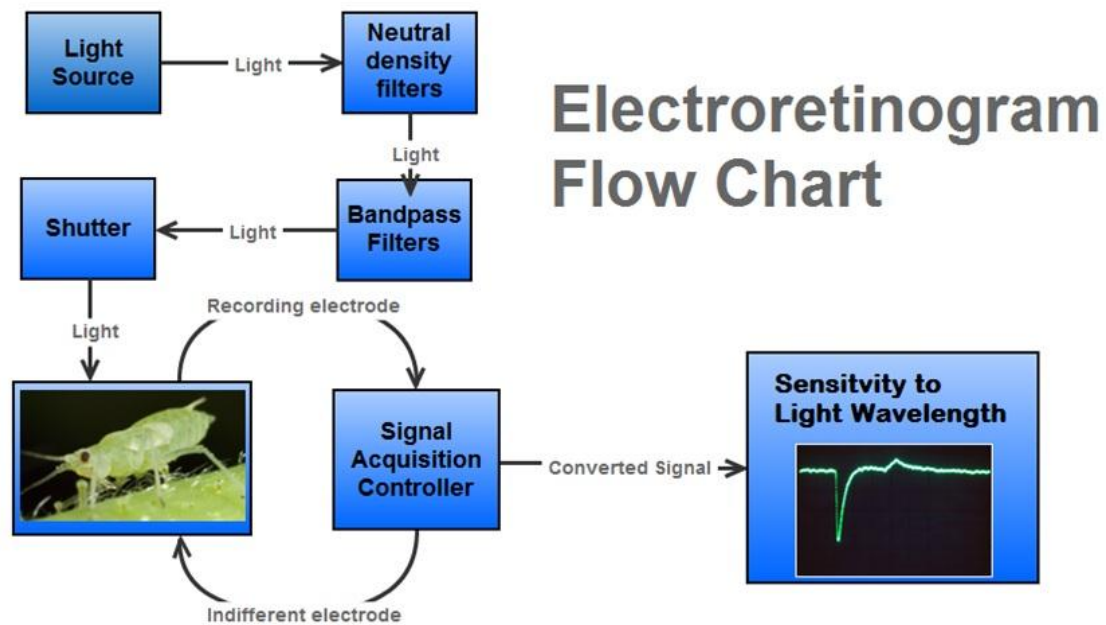 Electroretinogram
Flow Chart
Light
Source
Light
Neutral
density
filters
Light
Bandpass
Filters
Light
Shutter
Light
Recording electrode
Signal
Acquisition
Controller
Indifferent electrode
Converted Signal
Sensitvity to
Light Wavelength